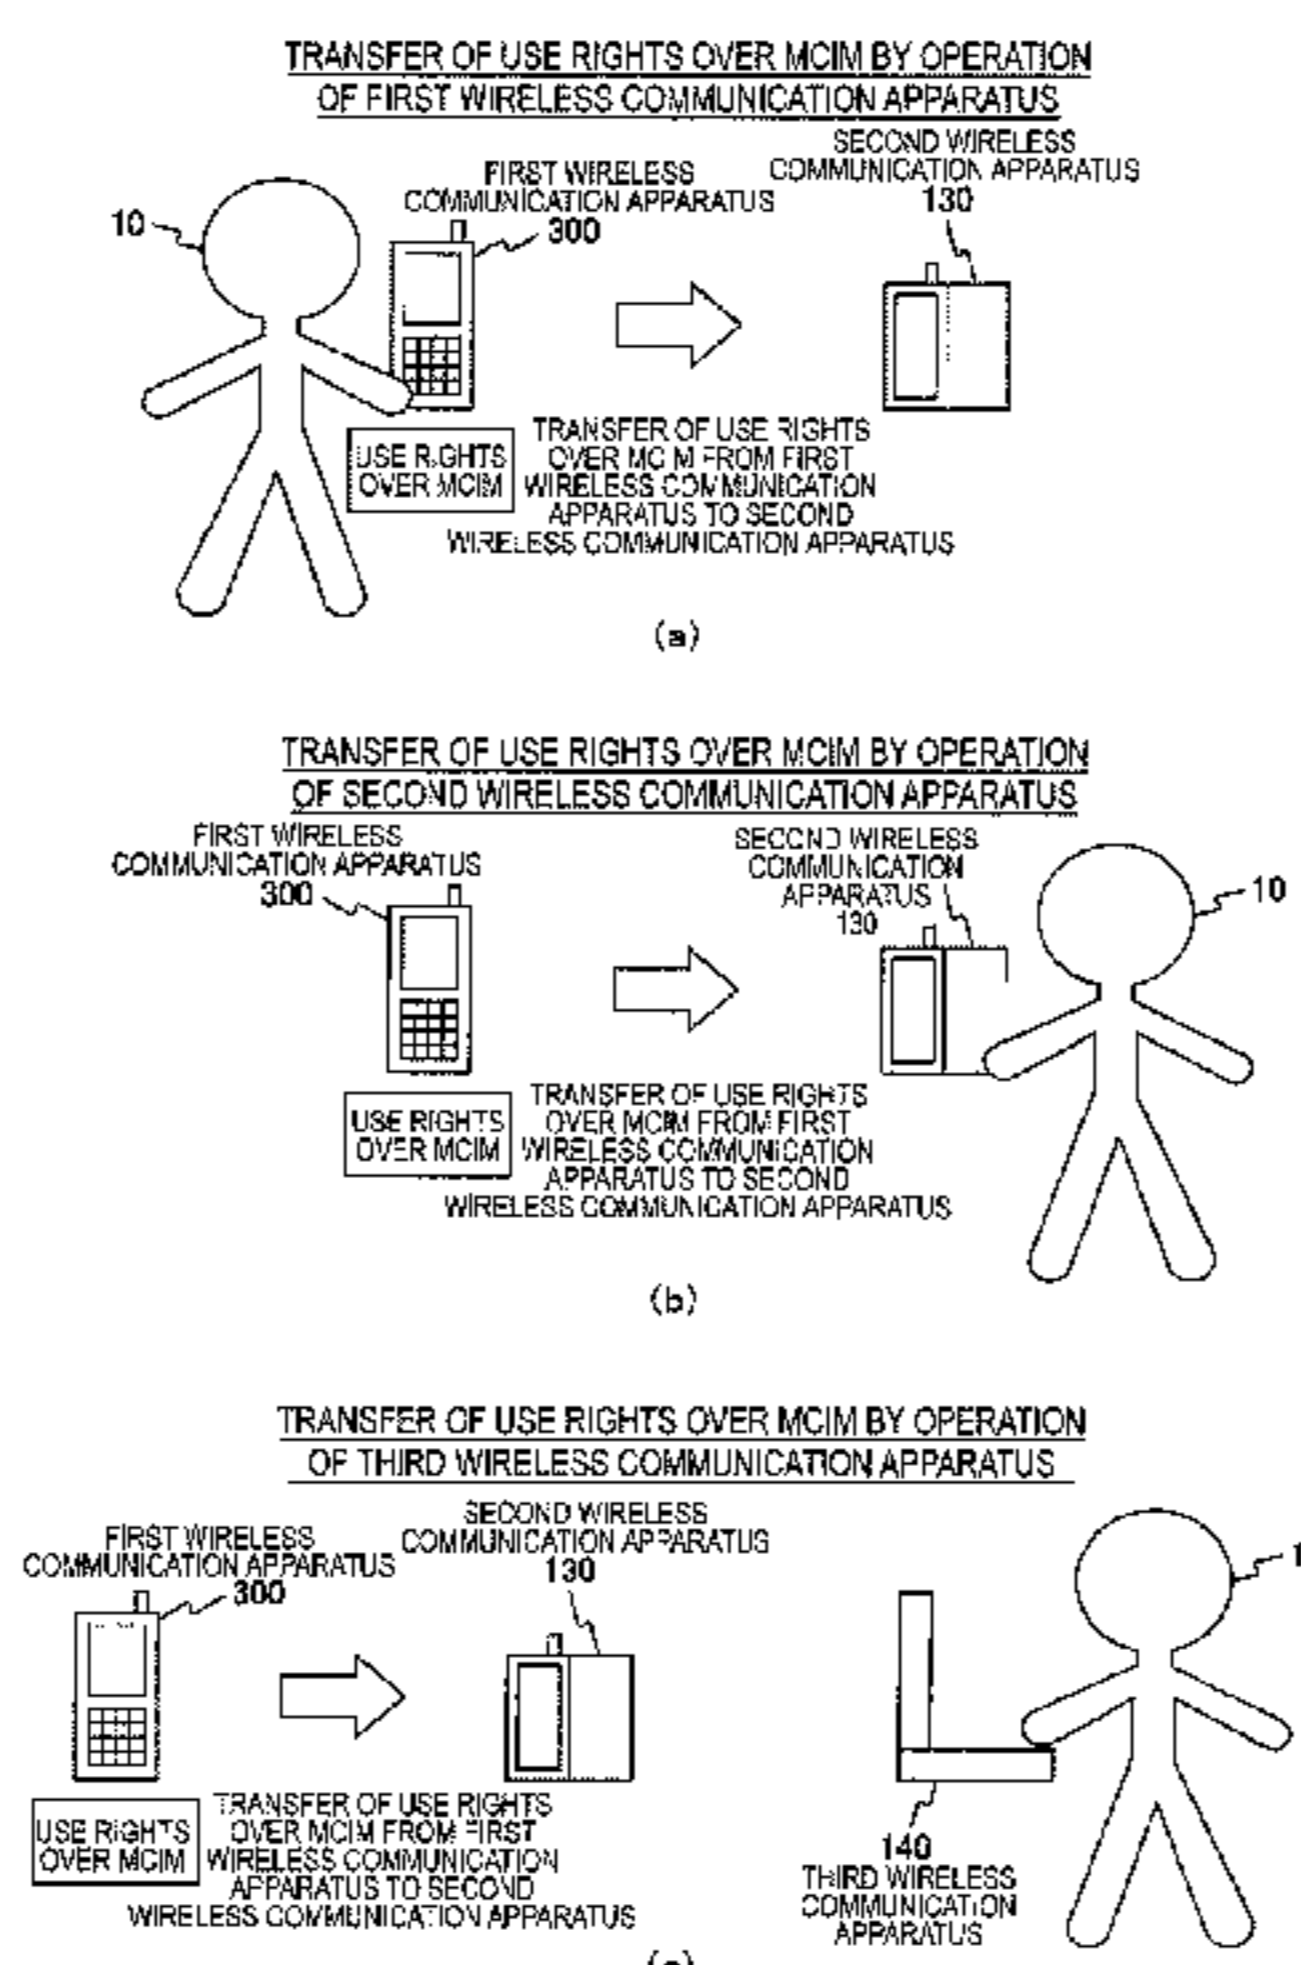 TRANSFER OF USE RIGHTS OVER MCIM BY OPERATION
OF FIRST WIRELESS COMMUNICATION APPARATUS
SECOND WIRELESS
COMMUNICATION APPARATUS
130
FIRST WIRELESS
COMMUNICATION APPARATUS
300
10
USE RIGHTS
OVER MCIM
TRANSFER OF USE RIGHTS
OVER MCIM FROM FIRST
WIRELESS COMMUNICATION
APPARATUS TO SECOND
WIRELESS COMMUNICATION APPARATUS
(a)
TRANSFER OF USE RIGHTS OVER MCIM BY OPERATION
OF SECOND WIRELESS COMMUNICATION APPARATUS
FIRST WIRELESS
COMMUNICATION APPARATUS
300
SECOND WIRELESS
COMMUNICATION
APPARATUS
130
10
USE RIGHTS
OVER MCIM
TRANSFER OF USE RIGHTS
OVER MCIM FROM FIRST
WIRELESS COMMUNICATION
APPARATUS TO SECOND
WIRELESS COMMUNICATION APPARATUS
(b)
TRANSFER OF USE RIGHTS OVER MCIM BY OPERATION
OF THIRD WIRELESS COMMUNICATION APPARATUS
FIRST WIRELESS
COMMUNICATION APPARATUS
300
SECOND WIRELESS
COMMUNICATION APPARATUS
130
USE RIGHTS
OVER MCIM
TRANSFER OF USE RIGHTS
OVER MCIM FROM FIRST
WIRELESS COMMUNICATION
APPARATUS TO SECOND
WIRELESS COMMUNICATION APPARATUS
140
THIRD WIRELESS
COMMUNICATION
APPARATUS